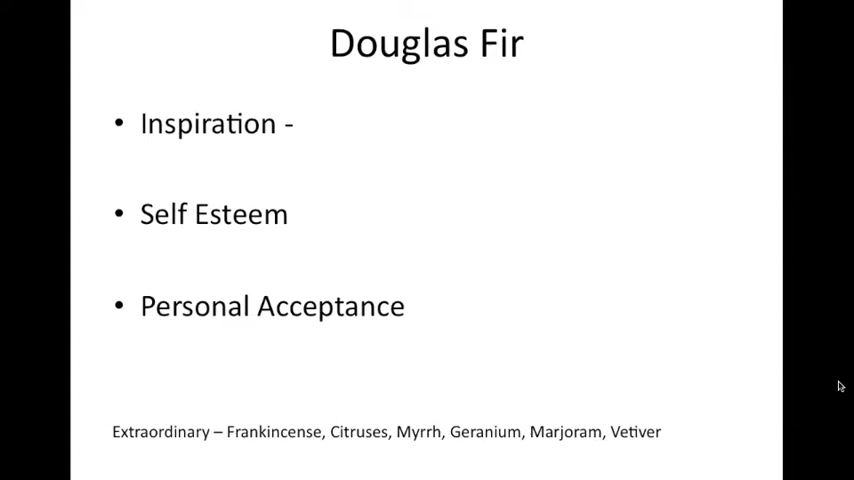 Douglas Fir
• Inspiration -
• Self Esteem
• Personal Acceptance
Extraordinary – Frankincense, Citruses, Myrrh, Geranium, Marjoram, Vetiver